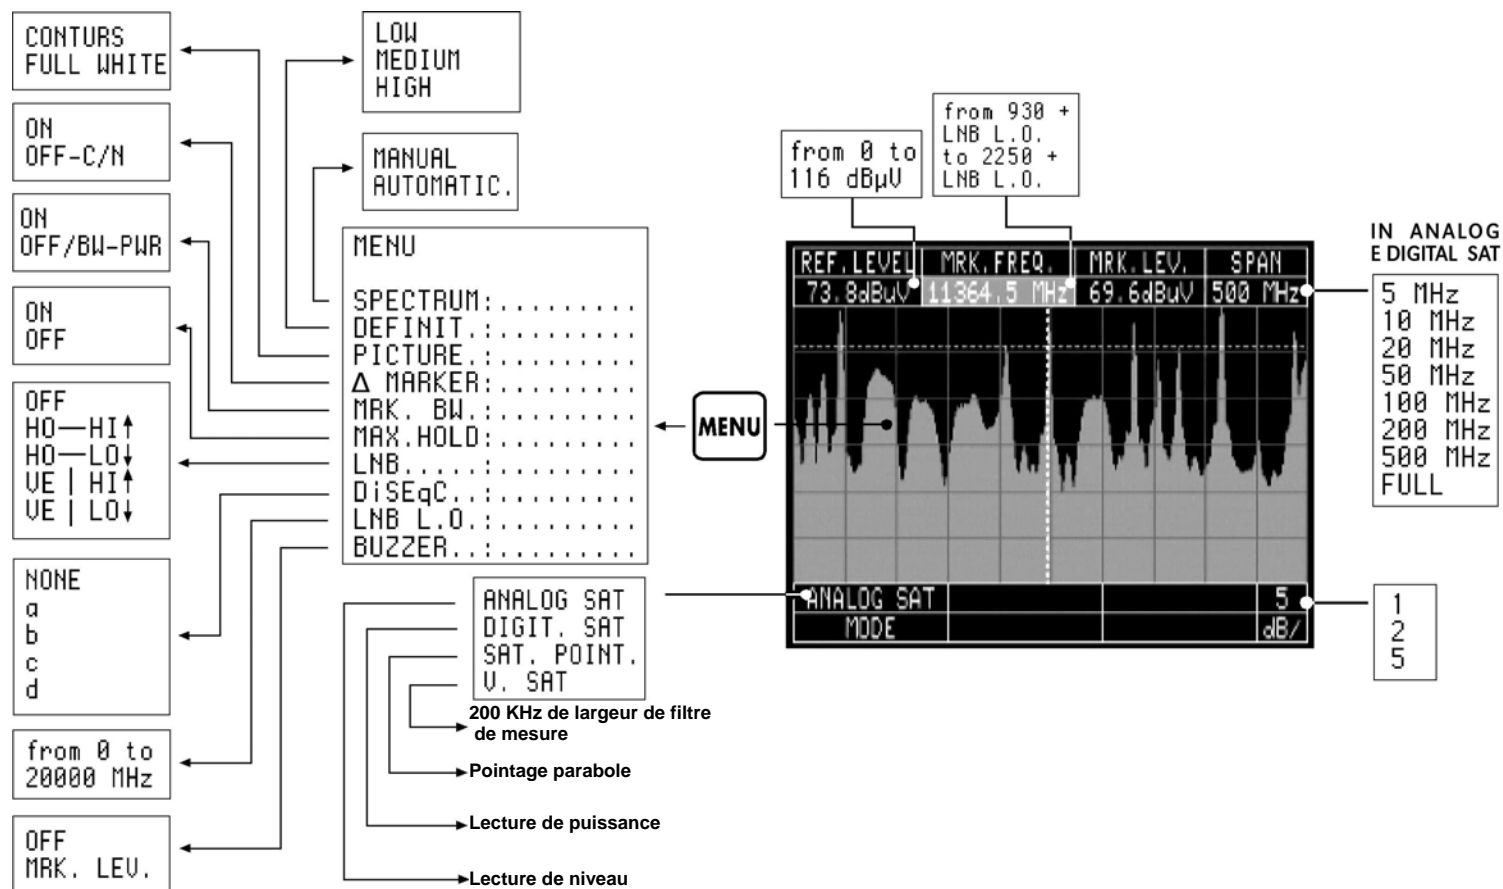 CONTURS
FULL WHITE
ON
OFF-C/N
ON
OFF/BW-PWR
ON
OFF
OFF
HO—HI↑
HO—LO↓
VE | HI↑
VE | LO↓
NONE
a
b
c
d
from 0 to
20000 MHz
OFF
MRK. LEV.
LOW
MEDIUM
HIGH
MANUAL
AUTOMATIC.
MENU
SPECTRUM:.........
DEFINIT.:.........
PICTURE.:.........
Δ MARKER:.........
MRK. BW.:.........
MAX.HOLD:.........
LNB.....:.........
DiSEqC..:.........
LNB L.O.:.........
BUZZER..:.........
ANALOG SAT
DIGIT. SAT
SAT. POINT.
V. SAT
200 KHz de largeur de filtre
de mesure
Pointage parabole
Lecture de puissance
Lecture de niveau
MENU
from 0 to
116 dBµV
from 930 +
LNB L.O.
to 2250 +
LNB L.O.
REF.LEVEL MRK.FREQ. MRK.LEV. SPAN
73.8dBuV 11364.5 MHz 69.6dBuV 500 MHz
ANALOG SAT 5
MODE dB/
IN ANALOG
E DIGITAL SAT
5 MHz
10 MHz
20 MHz
50 MHz
100 MHz
200 MHz
500 MHz
FULL
1
2
5